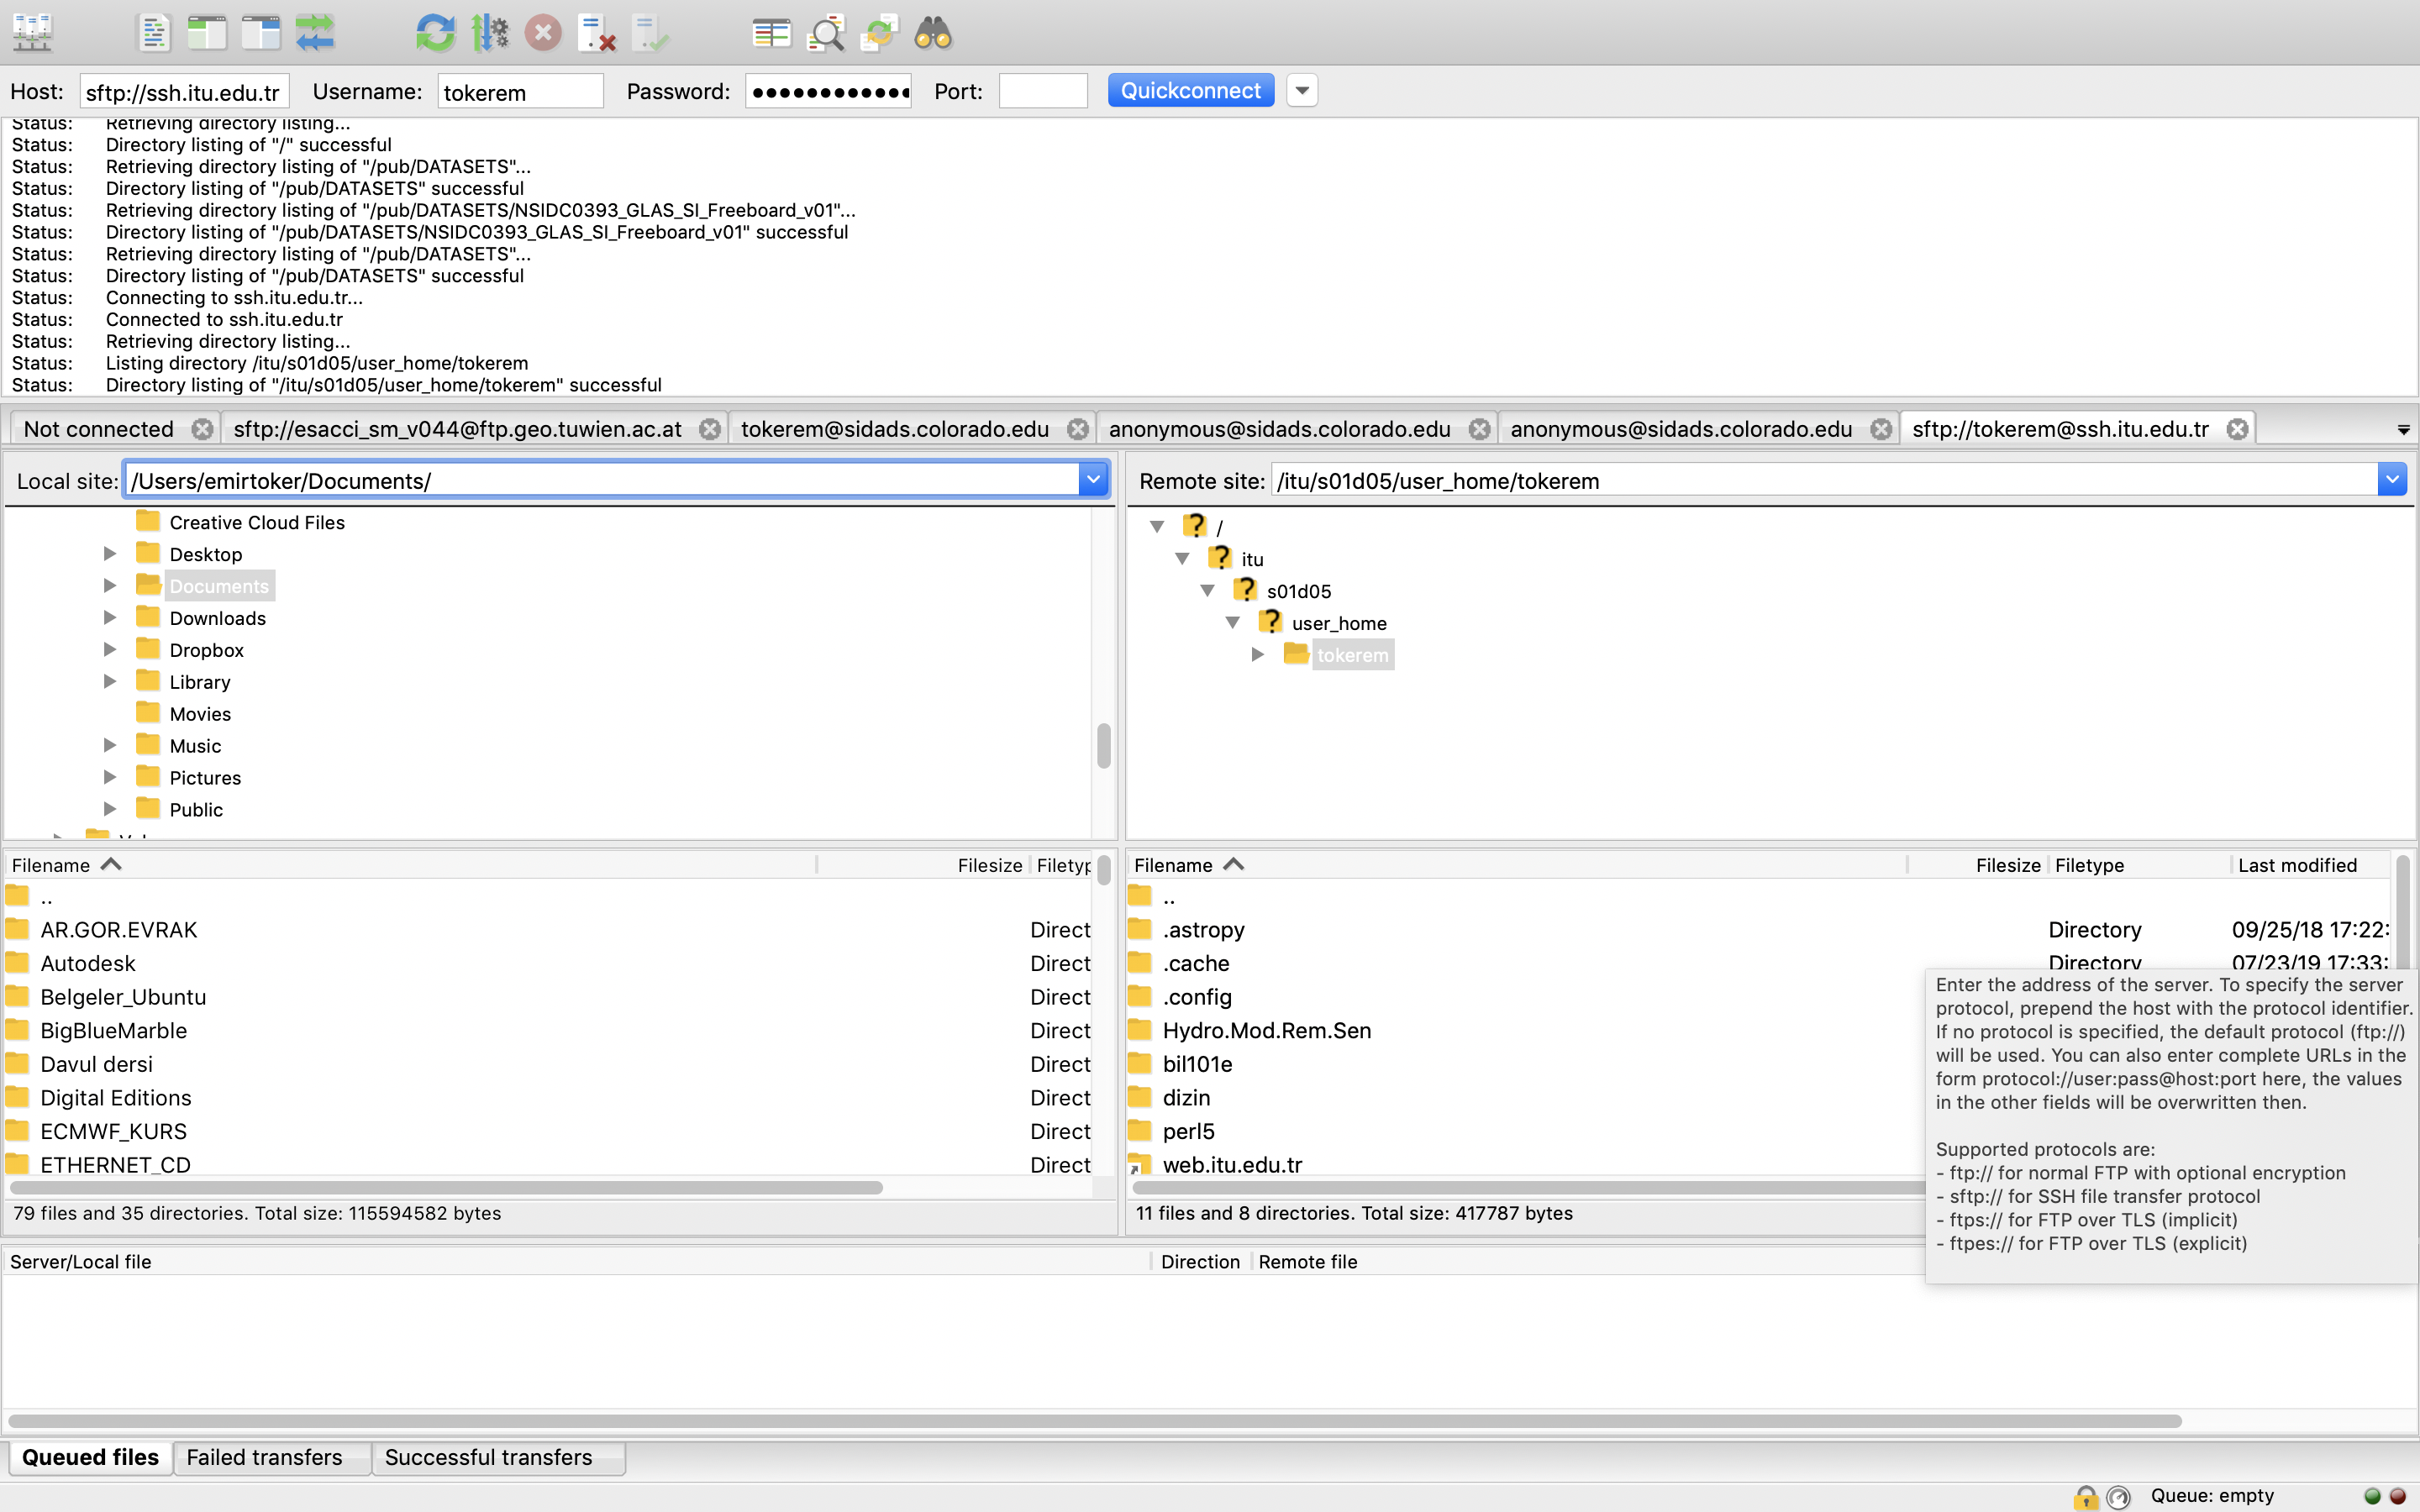 Host: sftp://ssh.itu.edu.tr Username: tokerem Password: ●●●●●●●●●●●● Port: Quickconnect
Status: Retrieving directory listing...
Status: Directory listing of "/" successful
Status: Retrieving directory listing of "/pub/DATASETS"...
Status: Directory listing of "/pub/DATASETS" successful
Status: Retrieving directory listing of "/pub/DATASETS/NSIDC0393_GLAS_SI_Freeboard_v01"...
Status: Directory listing of "/pub/DATASETS/NSIDC0393_GLAS_SI_Freeboard_v01" successful
Status: Retrieving directory listing of "/pub/DATASETS"...
Status: Directory listing of "/pub/DATASETS" successful
Status: Connecting to ssh.itu.edu.tr...
Status: Connected to ssh.itu.edu.tr
Status: Retrieving directory listing...
Status: Listing directory /itu/s01d05/user_home/tokerem
Status: Directory listing of "/itu/s01d05/user_home/tokerem" successful
Not connected sftp://esacci_sm_v044@ftp.geo.tuwien.ac.at tokerem@sidads.colorado.edu anonymous@sidads.colorado.edu anonymous@sidads.colorado.edu sftp://tokerem@ssh.itu.edu.tr
Local site: /Users/emirtoker/Documents/
Creative Cloud Files
Desktop
Documents
Downloads
Dropbox
Library
Movies
Music
Pictures
Public
Remote site: /itu/s01d05/user_home/tokerem
/
itu
s01d05
user_home
tokerem
Filename Filesize Filetyp
..
AR.GOR.EVRAK Direct
Autodesk Direct
Belgeler_Ubuntu Direct
BigBlueMarble Direct
Davul dersi Direct
Digital Editions Direct
ECMWF_KURS Direct
ETHERNET_CD Direct
79 files and 35 directories. Total size: 115594582 bytes
Filename Filesize Filetype Last modified
..
.astropy Directory 09/25/18 17:22:
.cache Directory 07/23/19 17:33:
.config
Hydro.Mod.Rem.Sen
bil101e
dizin
perl5
web.itu.edu.tr
11 files and 8 directories. Total size: 417787 bytes
Enter the address of the server. To specify the server
protocol, prepend the host with the protocol identifier.
If no protocol is specified, the default protocol (ftp://)
will be used. You can also enter complete URLs in the
form protocol://user:pass@host:port here, the values
in the other fields will be overwritten then.
Supported protocols are:
- ftp:// for normal FTP with optional encryption
- sftp:// for SSH file transfer protocol
- ftps:// for FTP over TLS (implicit)
- ftpes:// for FTP over TLS (explicit)
Server/Local file Direction Remote file
Queued files Failed transfers Successful transfers
Queue: empty